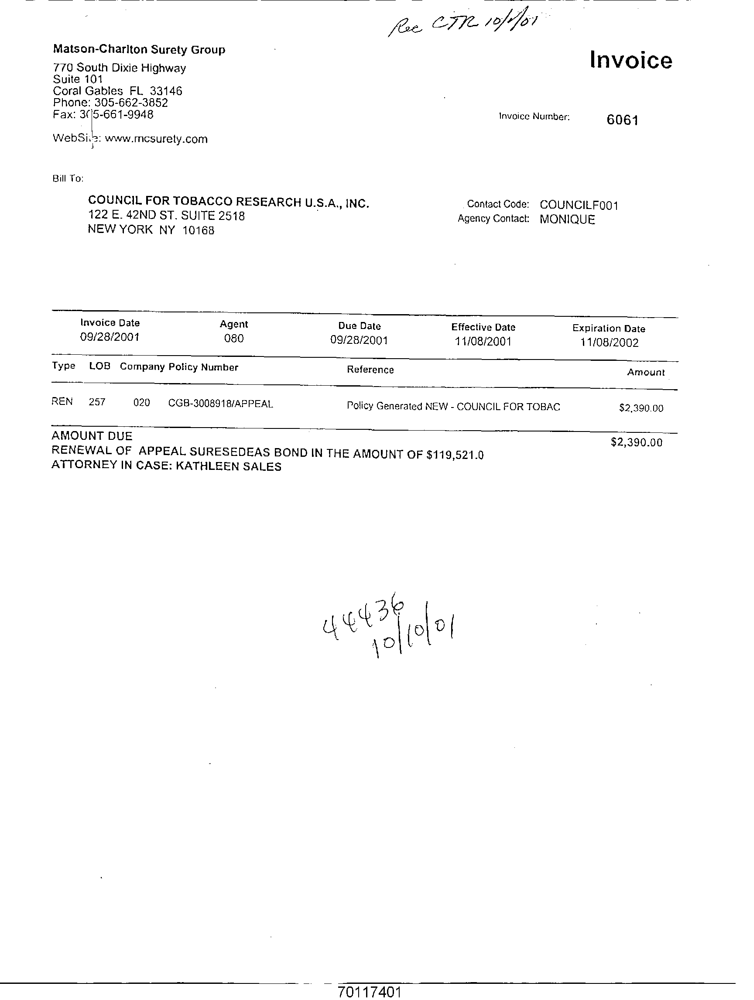 Rec CTR 10/1/01
Matson-Charlton Surety Group
770 South Dixie Highway
Suite 101
Coral Gables FL 33146
Phone: 305-662-3852
Fax: 305-661-9948
WebSite: www.mcsurety.com
Invoice
Invoice Number: 6061
Bill To:
COUNCIL FOR TOBACCO RESEARCH U.S.A., INC.
122 E. 42ND ST. SUITE 2518
NEW YORK NY 10168
Contact Code: COUNCILF001
Agency Contact: MONIQUE
Invoice Date Agent Due Date Effective Date Expiration Date
09/28/2001 080 09/28/2001 11/08/2001 11/08/2002
Type LOB Company Policy Number Reference Amount
REN 257 020 CGB-3008918/APPEAL Policy Generated NEW - COUNCIL FOR TOBAC $2,390.00
AMOUNT DUE $2,390.00
RENEWAL OF APPEAL SURESEDEAS BOND IN THE AMOUNT OF $119,521.0
ATTORNEY IN CASE: KATHLEEN SALES
44436
10/10/01
70117401